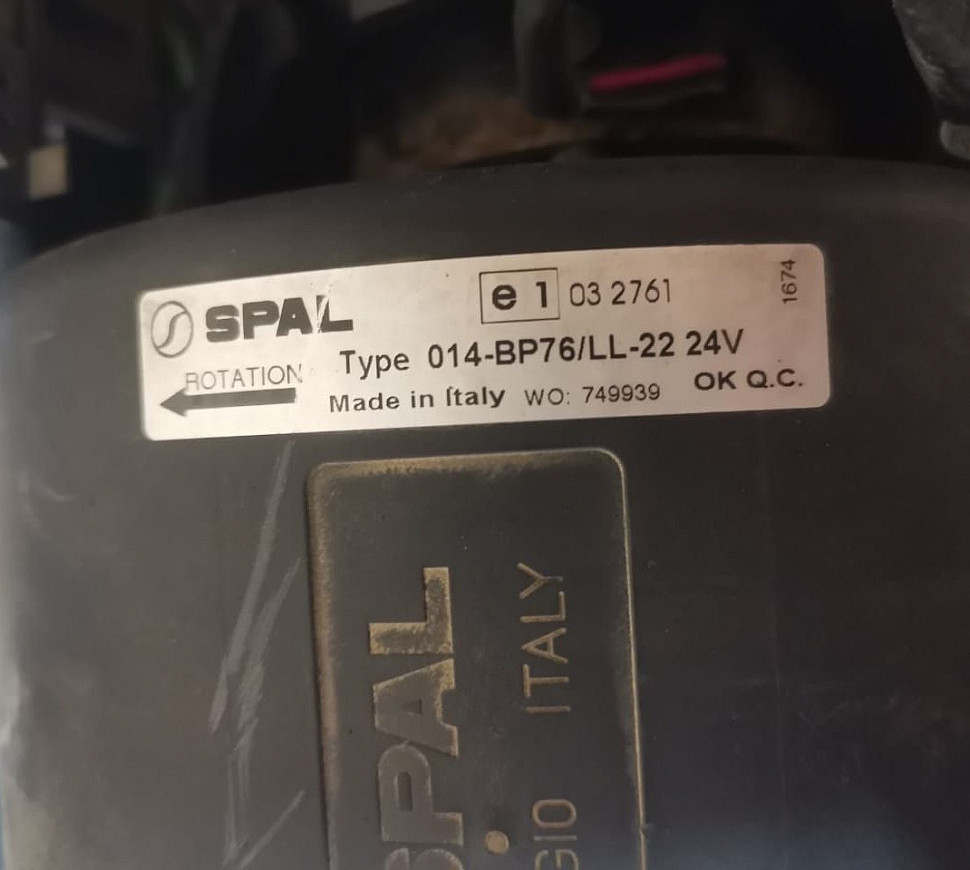 SPAL e1 03 2761
1674
Type 014-BP76/LL-22 24V
ROTATION
Made in Italy WO: 749939 OK Q.C.
SPAL
GIO ITALY